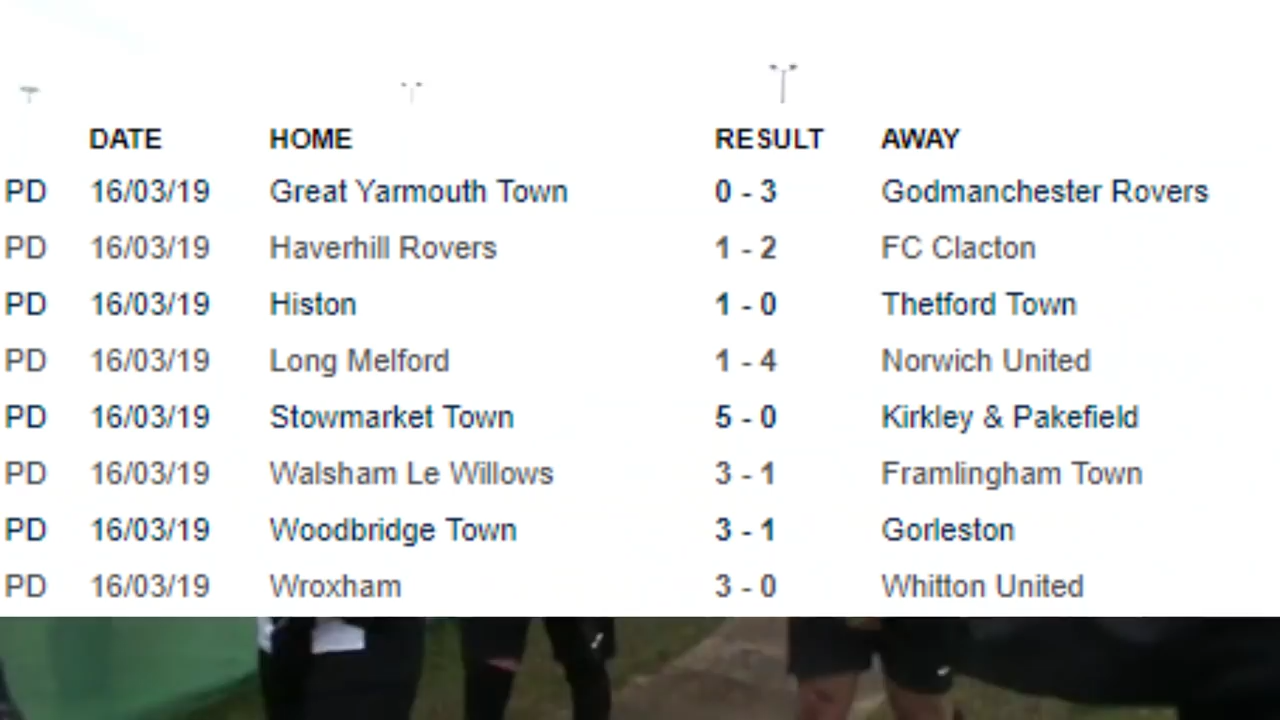 DATE HOME RESULT AWAY
PD 16/03/19 Great Yarmouth Town 0 - 3 Godmanchester Rovers
PD 16/03/19 Haverhill Rovers 1 - 2 FC Clacton
PD 16/03/19 Histon 1 - 0 Thetford Town
PD 16/03/19 Long Melford 1 - 4 Norwich United
PD 16/03/19 Stowmarket Town 5 - 0 Kirkley & Pakefield
PD 16/03/19 Walsham Le Willows 3 - 1 Framlingham Town
PD 16/03/19 Woodbridge Town 3 - 1 Gorleston
PD 16/03/19 Wroxham 3 - 0 Whitton United